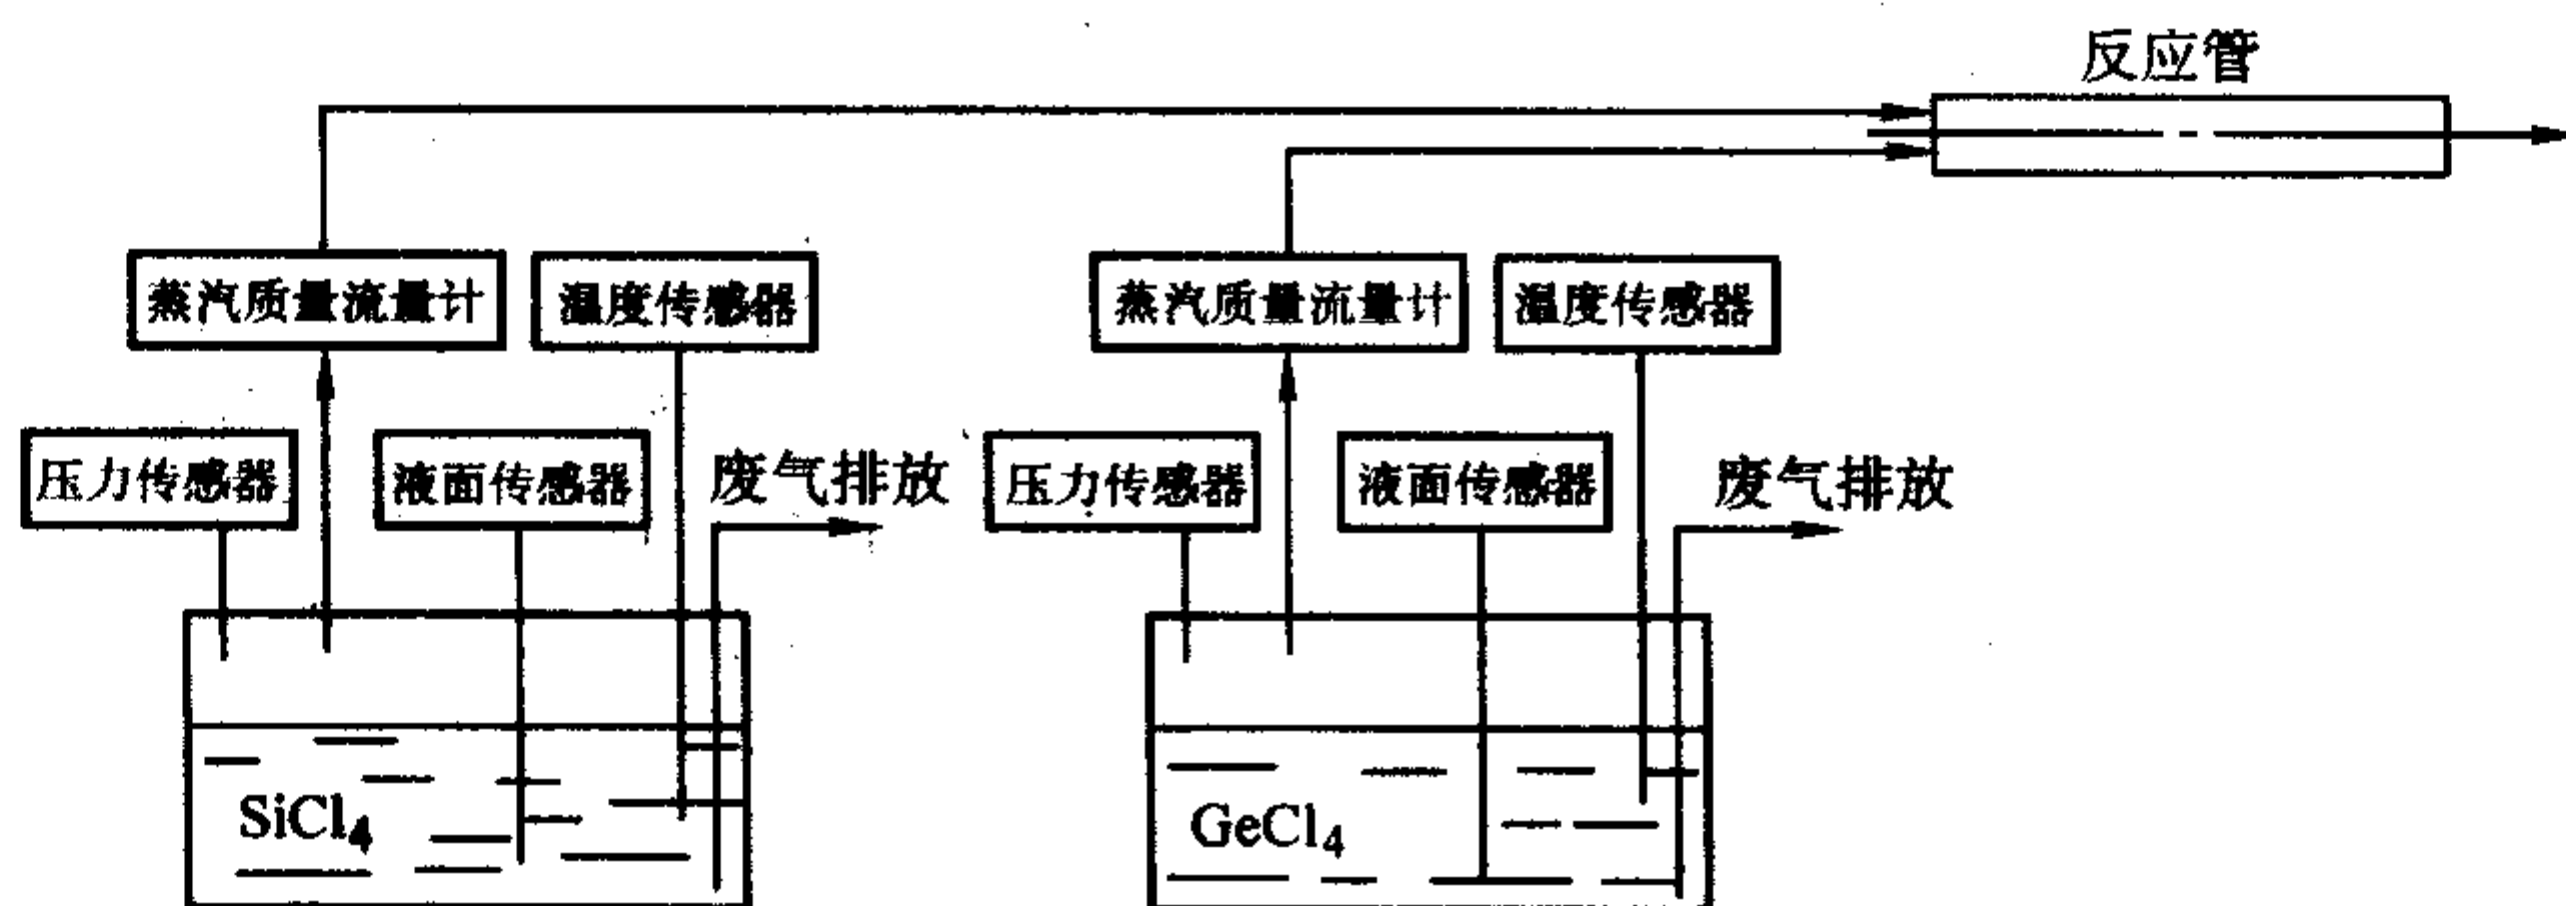 反应管
蒸汽质量流量计
温度传感器
蒸汽质量流量计
温度传感器
压力传感器
液面传感器
废气排放
压力传感器
液面传感器
废气排放
SiCl₄
GeCl₄